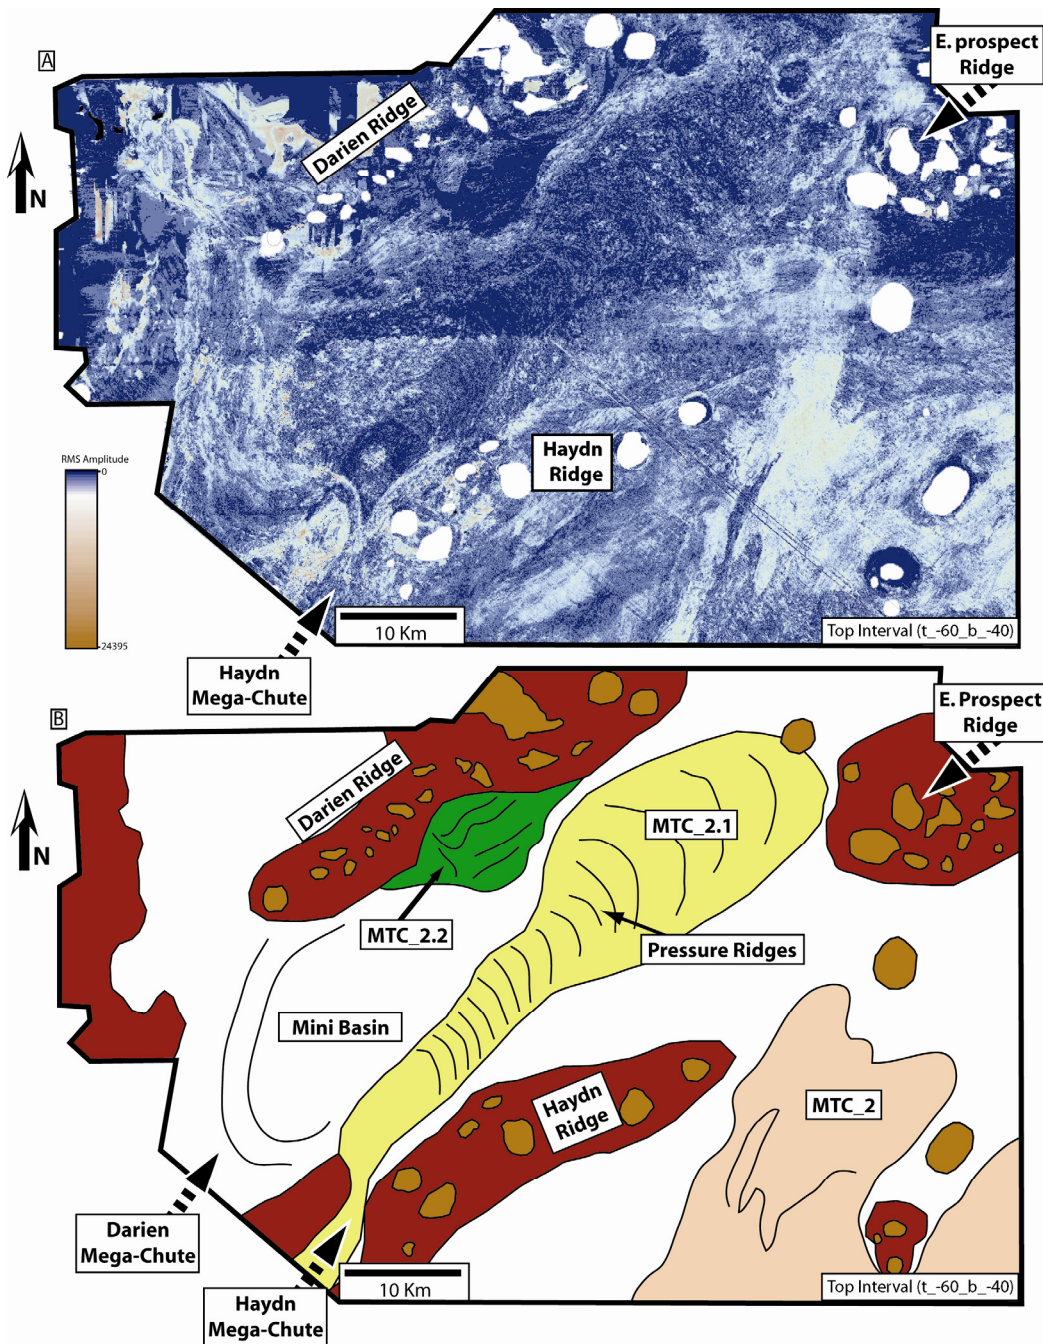 A
E. prospect
Ridge
Darien Ridge
N
Haydn
Ridge
RMS Amplitude
0
24395
10 Km
Top Interval (t_-60_b_-40)
Haydn
Mega-Chute
B
E. Prospect
Ridge
Darien Ridge
N
MTC_2.1
MTC_2.2
Pressure Ridges
Mini Basin
Haydn
Ridge
MTC_2
Darien
Mega-Chute
10 Km
Top Interval (t_-60_b_-40)
Haydn
Mega-Chute